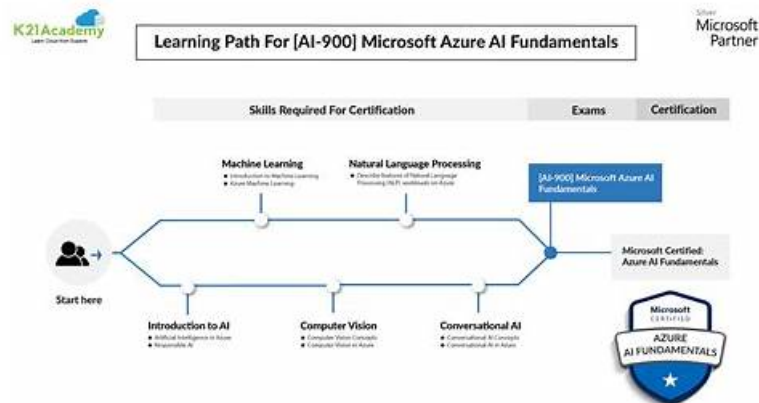 K21Academy
Learn Cloud from Experts
Silver
Microsoft
Partner
Learning Path For [AI-900] Microsoft Azure AI Fundamentals
Skills Required For Certification
Exams
Certification
Machine Learning
Introduction to Machine Learning
Azure Machine Learning
Natural Language Processing
Describe features of Natural Language
Processing (NLP) workloads on Azure
[AI-900] Microsoft Azure AI
Fundamentals
Start here
Microsoft Certified:
Azure AI Fundamentals
Introduction to AI
Artificial Intelligence in Azure
Responsible AI
Computer Vision
Computer Vision Concepts
Computer Vision in Azure
Conversational AI
Conversational AI Concepts
Conversational AI in Azure
Microsoft
CERTIFIED
AZURE
AI FUNDAMENTALS